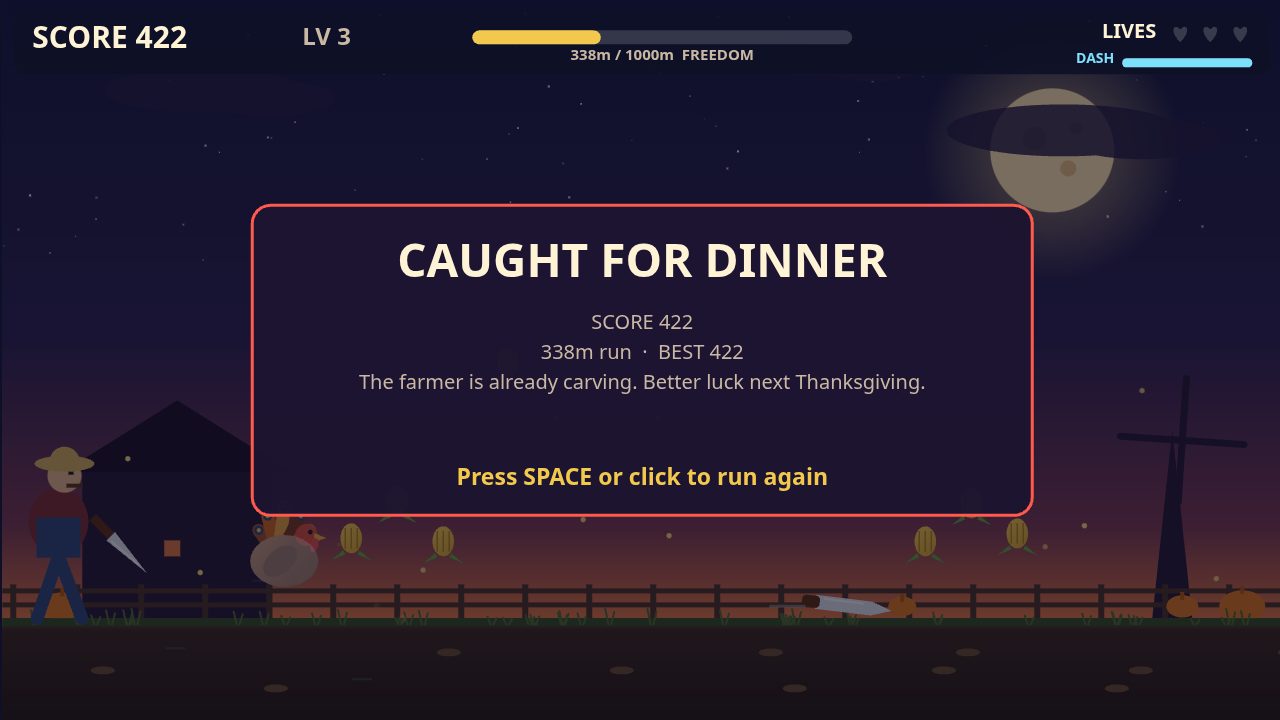 SCORE 422
LV 3
338m / 1000m FREEDOM
LIVES
DASH
CAUGHT FOR DINNER
SCORE 422
338m run · BEST 422
The farmer is already carving. Better luck next Thanksgiving.
Press SPACE or click to run again